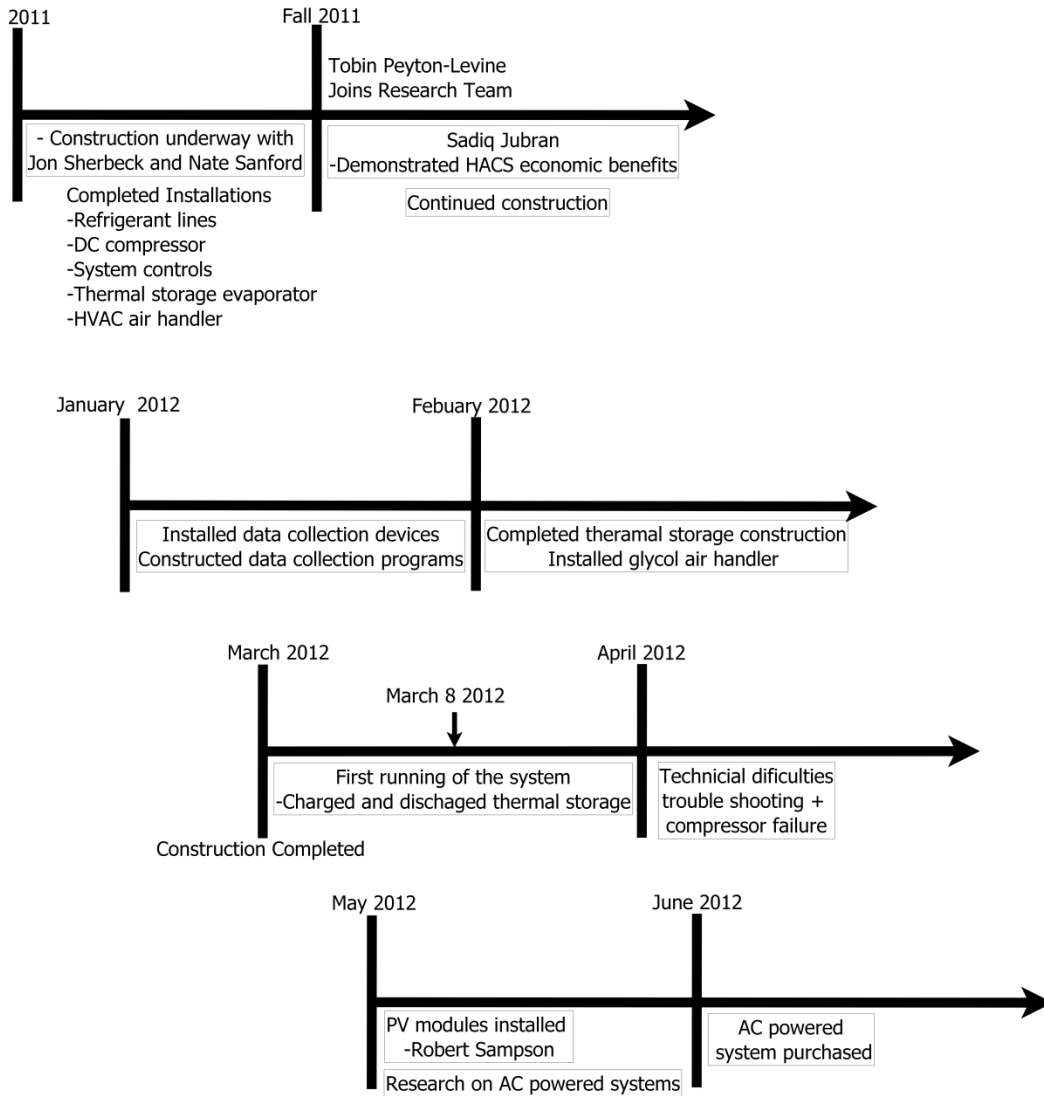 2011
Fall 2011
Tobin Peyton-Levine
Joins Research Team
- Construction underway with
Jon Sherbeck and Nate Sanford
Sadiq Jubran
-Demonstrated HACS economic benefits
Completed Installations
-Refrigerant lines
-DC compressor
-System controls
-Thermal storage evaporator
-HVAC air handler
Continued construction
January 2012
Febuary 2012
Installed data collection devices
Constructed data collection programs
Completed theramal storage construction
Installed glycol air handler
March 2012
March 8 2012
April 2012
First running of the system
-Charged and dischaged thermal storage
Technicial dificulties
trouble shooting +
compressor failure
Construction Completed
May 2012
June 2012
PV modules installed
-Robert Sampson
Research on AC powered systems
AC powered
system purchased